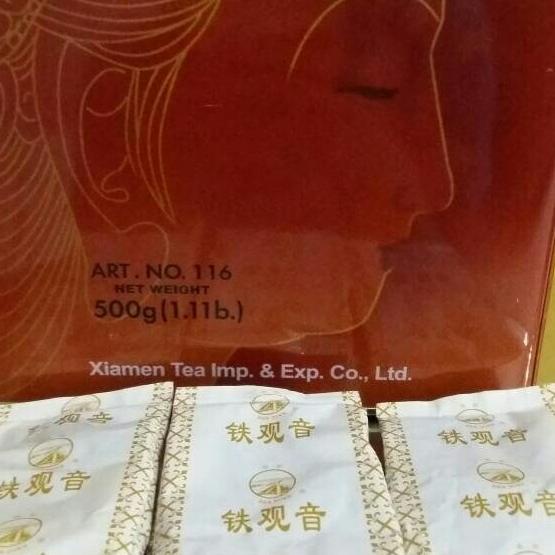 ART. NO. 116
NET WEIGHT
500g(1.11b.)
Xiamen Tea Imp. & Exp. Co., Ltd.
观音
铁观音
铁观音
铁观音
铁观音
铁观音